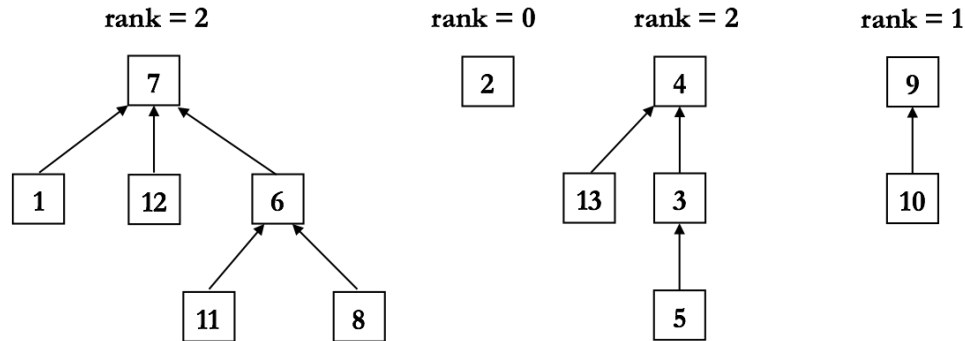 rank = 2 rank = 0 rank = 2 rank = 1
7 2 4 9
1 12 6 13 3 10
11 8 5